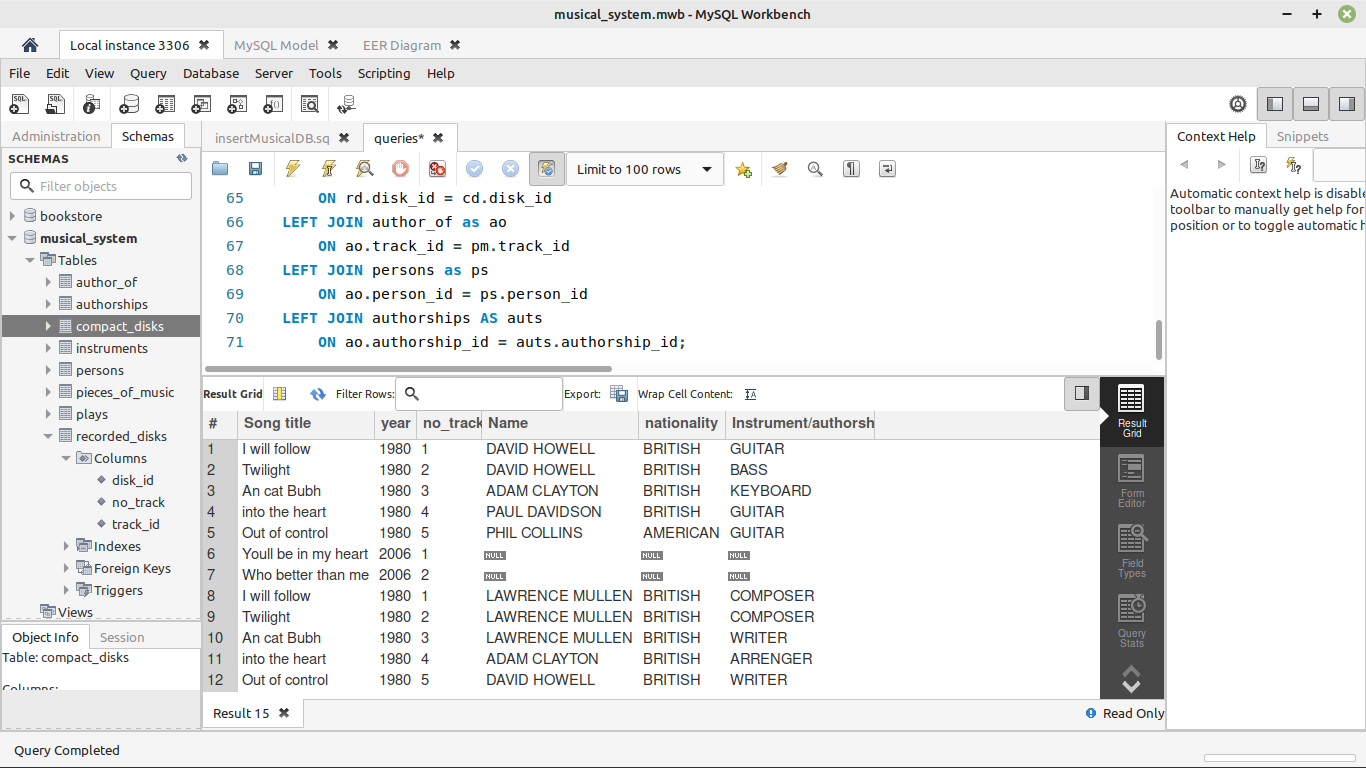 musical_system.mwb - MySQL Workbench
Local instance 3306 MySQL Model EER Diagram
File Edit View Query Database Server Tools Scripting Help
Administration Schemas
insertMusicalDB.sq queries*
Context Help Snippets
SCHEMAS
Filter objects
bookstore
musical_system
Tables
author_of
authorships
compact_disks
instruments
persons
pieces_of_music
plays
recorded_disks
Columns
disk_id
no_track
track_id
Indexes
Foreign Keys
Triggers
Views
Object Info Session
Table: compact_disks
Columns:
Limit to 100 rows
65 ON rd.disk_id = cd.disk_id
66 LEFT JOIN author_of as ao
67 ON ao.track_id = pm.track_id
68 LEFT JOIN persons as ps
69 ON ao.person_id = ps.person_id
70 LEFT JOIN authorships AS auts
71 ON ao.authorship_id = auts.authorship_id;
Result Grid Filter Rows: Export: Wrap Cell Content:
# Song title year no_track Name nationality Instrument/authorsh
1 I will follow 1980 1 DAVID HOWELL BRITISH GUITAR
2 Twilight 1980 2 DAVID HOWELL BRITISH BASS
3 An cat Bubh 1980 3 ADAM CLAYTON BRITISH KEYBOARD
4 into the heart 1980 4 PAUL DAVIDSON BRITISH GUITAR
5 Out of control 1980 5 PHIL COLLINS AMERICAN GUITAR
6 Youll be in my heart 2006 1 NULL NULL NULL
7 Who better than me 2006 2 NULL NULL NULL
8 I will follow 1980 1 LAWRENCE MULLEN BRITISH COMPOSER
9 Twilight 1980 2 LAWRENCE MULLEN BRITISH COMPOSER
10 An cat Bubh 1980 3 LAWRENCE MULLEN BRITISH WRITER
11 into the heart 1980 4 ADAM CLAYTON BRITISH ARRENGER
12 Out of control 1980 5 DAVID HOWELL BRITISH WRITER
Result Grid
Form Editor
Field Types
Query Stats
Result 15
Read Only
Automatic context help is disable
toolbar to manually get help for
position or to toggle automatic h
Query Completed